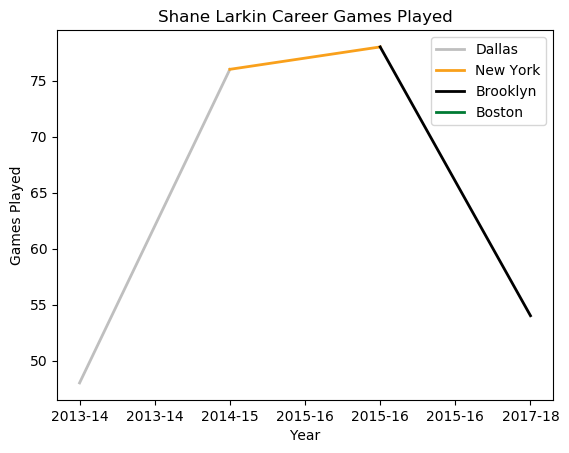 Shane Larkin Career Games Played
Dallas
New York
Brooklyn
Boston
Games Played
75
70
65
60
55
50
2013-14 2013-14 2014-15 2015-16 2015-16 2015-16 2017-18
Year